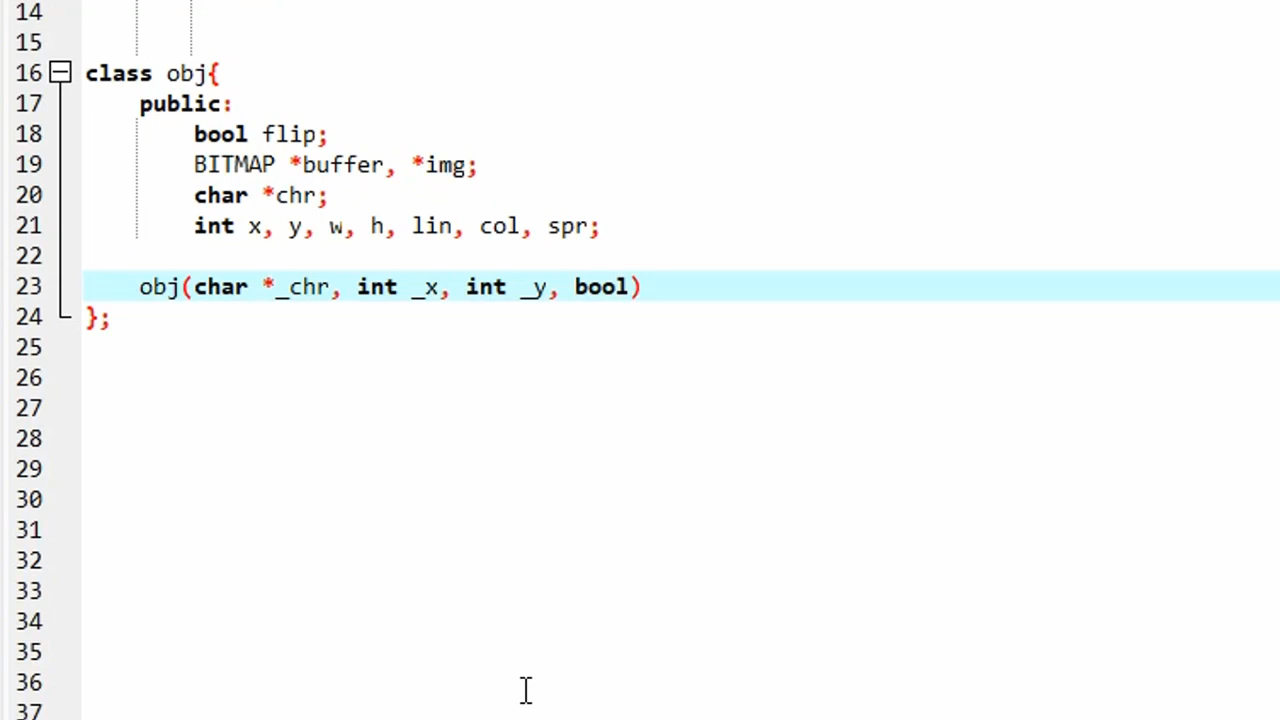 14
15
16 class obj{
17 public:
18 bool flip;
19 BITMAP *buffer, *img;
20 char *chr;
21 int x, y, w, h, lin, col, spr;
22
23 obj(char *_chr, int _x, int _y, bool)
24 };
25
26
27
28
29
30
31
32
33
34
35
36
37